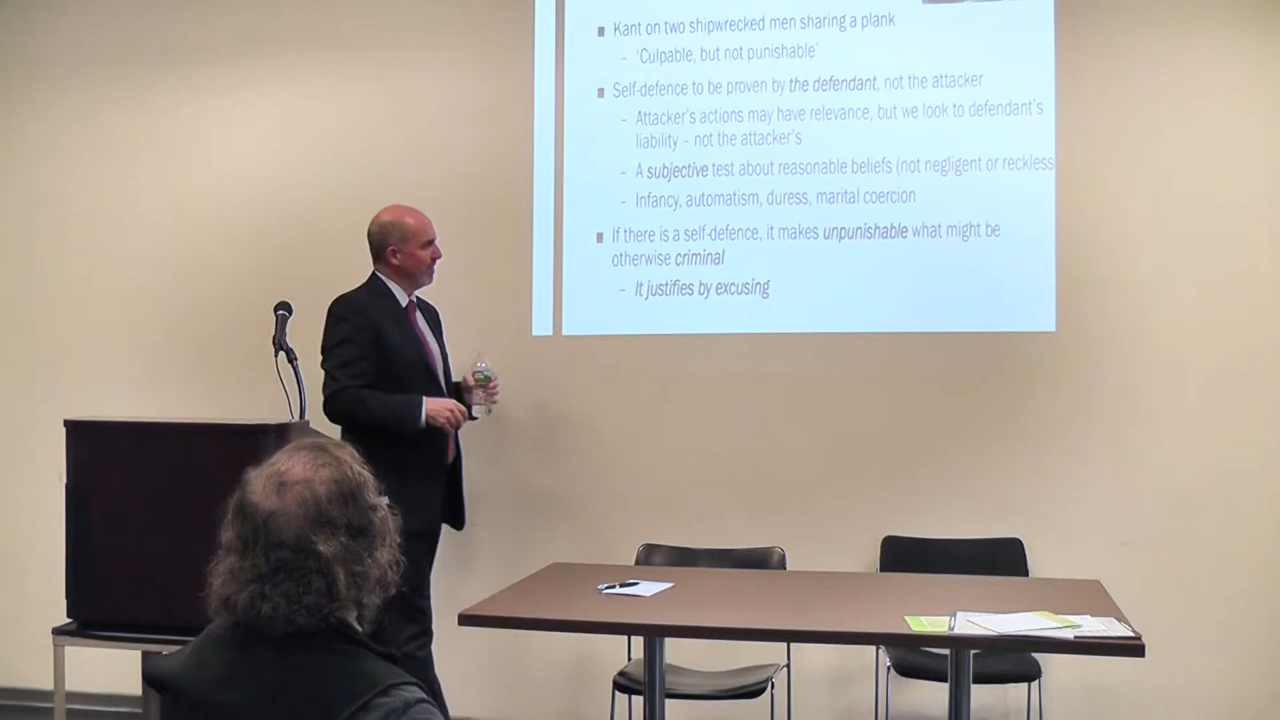 Kant on two shipwrecked men sharing a plank
- 'Culpable, but not punishable'
Self-defence to be proven by the defendant, not the attacker
- Attacker's actions may have relevance, but we look to defendant's
liability - not the attacker's
- A subjective test about reasonable beliefs (not negligent or reckless
- Infancy, automatism, duress, marital coercion
If there is a self-defence, it makes unpunishable what might be
otherwise criminal
- It justifies by excusing